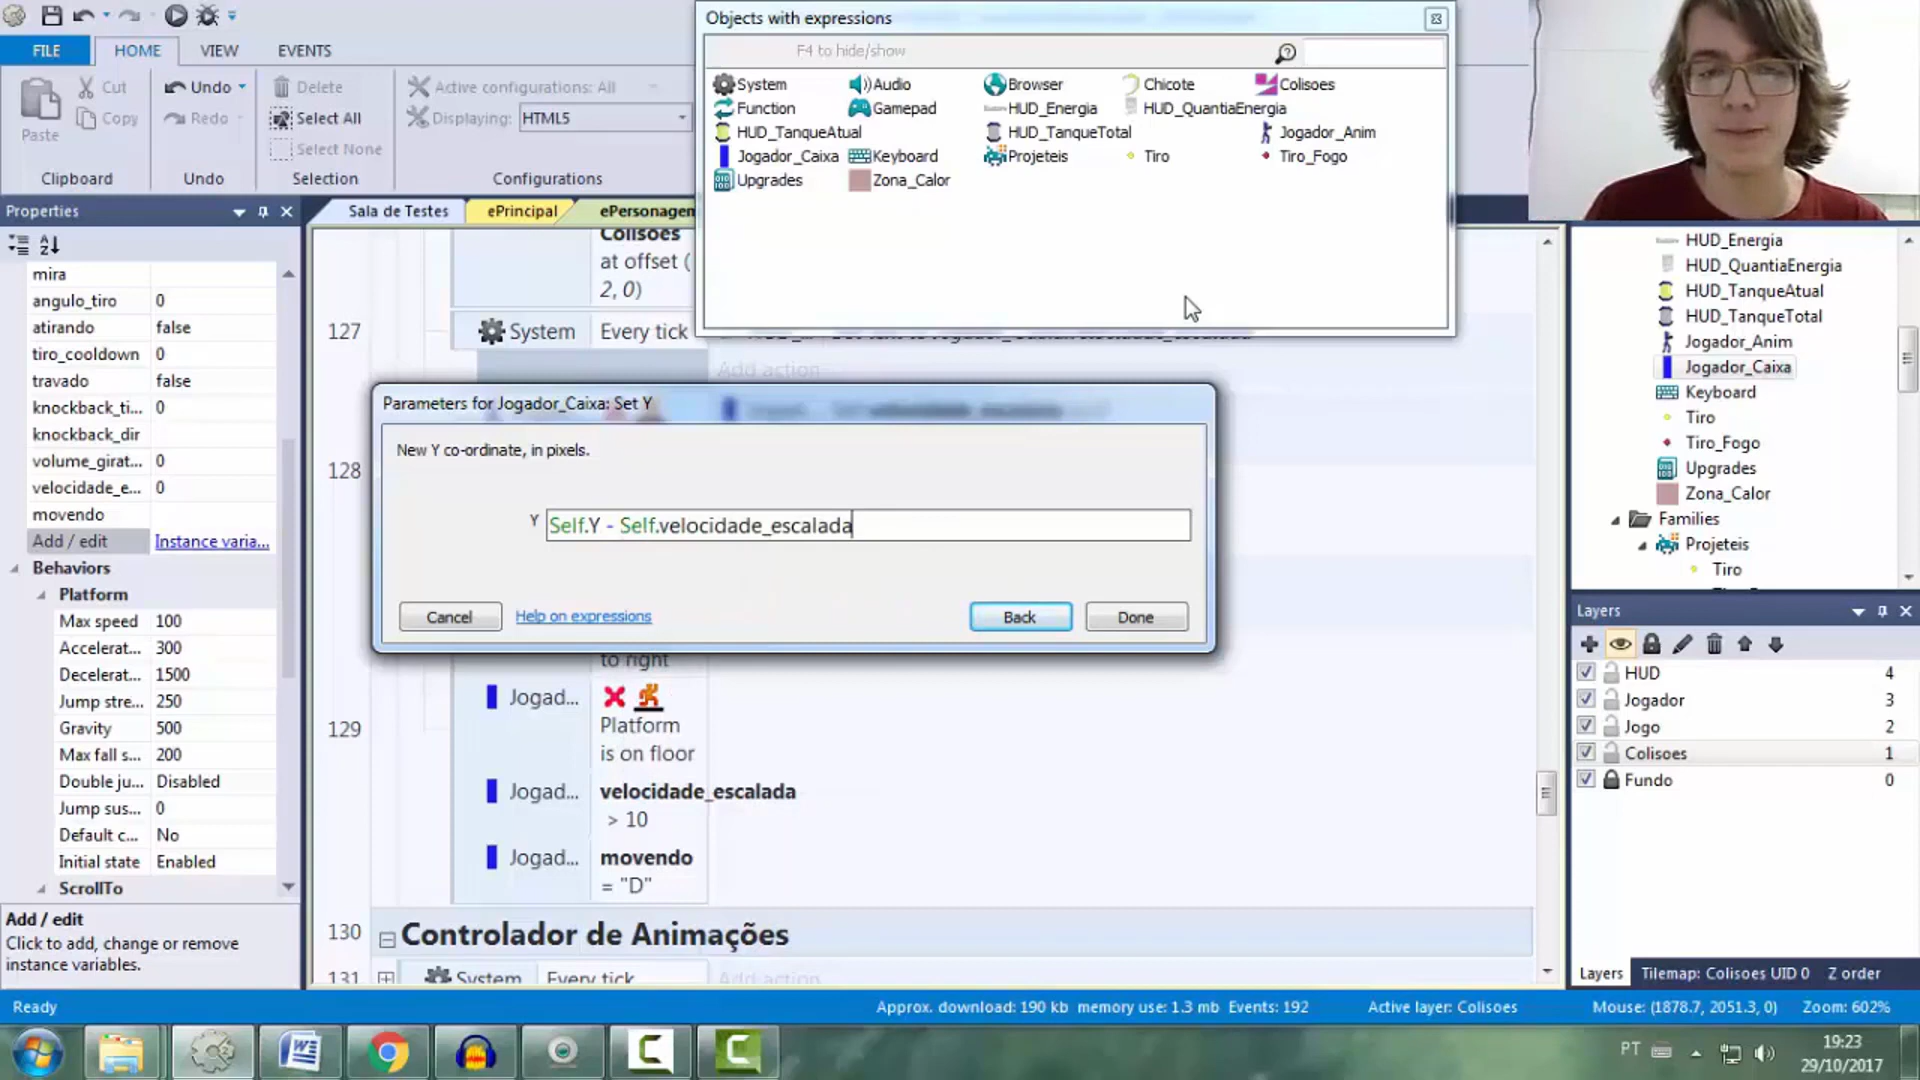 Objects with expressions
F4 to hide/show
System
Audio
Browser
Chicote
Colisoes
Function
Gamepad
HUD_Energia
HUD_QuantiaEnergia
HUD_TanqueAtual
HUD_TanqueTotal
Jogador_Anim
Jogador_Caixa
Keyboard
Projeteis
Tiro
Tiro_Fogo
Upgrades
Zona_Calor
FILE
HOME
VIEW
EVENTS
Paste
Cut
Copy
Clipboard
Undo
Redo
Undo
Delete
Select All
Select None
Selection
Active configurations: All
Displaying: HTML5
Configurations
Properties
mira
angulo_tiro 0
atirando false
tiro_cooldown 0
travado false
knockback_ti... 0
knockback_dir
volume_girat... 0
velocidade_e... 0
movendo
Add / edit Instance varia...
Behaviors
Platform
Max speed 100
Accelerat... 300
Decelerat... 1500
Jump stre... 250
Gravity 500
Max fall s... 200
Double ju... Disabled
Jump sus... 0
Default c... No
Initial state Enabled
ScrollTo
Add / edit
Click to add, change or remove
instance variables.
Sala de Testes
ePrincipal
ePersonagem
Colisoes
at offset (
2, 0)
127
System
Every tick
Add action
128
Parameters for Jogador_Caixa: Set Y
New Y co-ordinate, in pixels.
Y
Self.Y - Self.velocidade_escalada
Cancel
Help on expressions
Back
Done
to right
129
Jogad...
Platform
is on floor
Jogad...
velocidade_escalada
> 10
Jogad...
movendo
= "D"
130
Controlador de Animações
131
System
Every tick
Add action
HUD_Energia
HUD_QuantiaEnergia
HUD_TanqueAtual
HUD_TanqueTotal
Jogador_Anim
Jogador_Caixa
Keyboard
Tiro
Tiro_Fogo
Upgrades
Zona_Calor
Families
Projeteis
Tiro
Layers
HUD 4
Jogador 3
Jogo 2
Colisoes 1
Fundo 0
Layers
Tilemap: Colisoes UID 0
Z order
Ready
Approx. download: 190 kb
memory use: 1.3 mb
Events: 192
Active layer: Colisoes
Mouse: (1878.7, 2051.3, 0)
Zoom: 602%
PT
19:23
29/10/2017